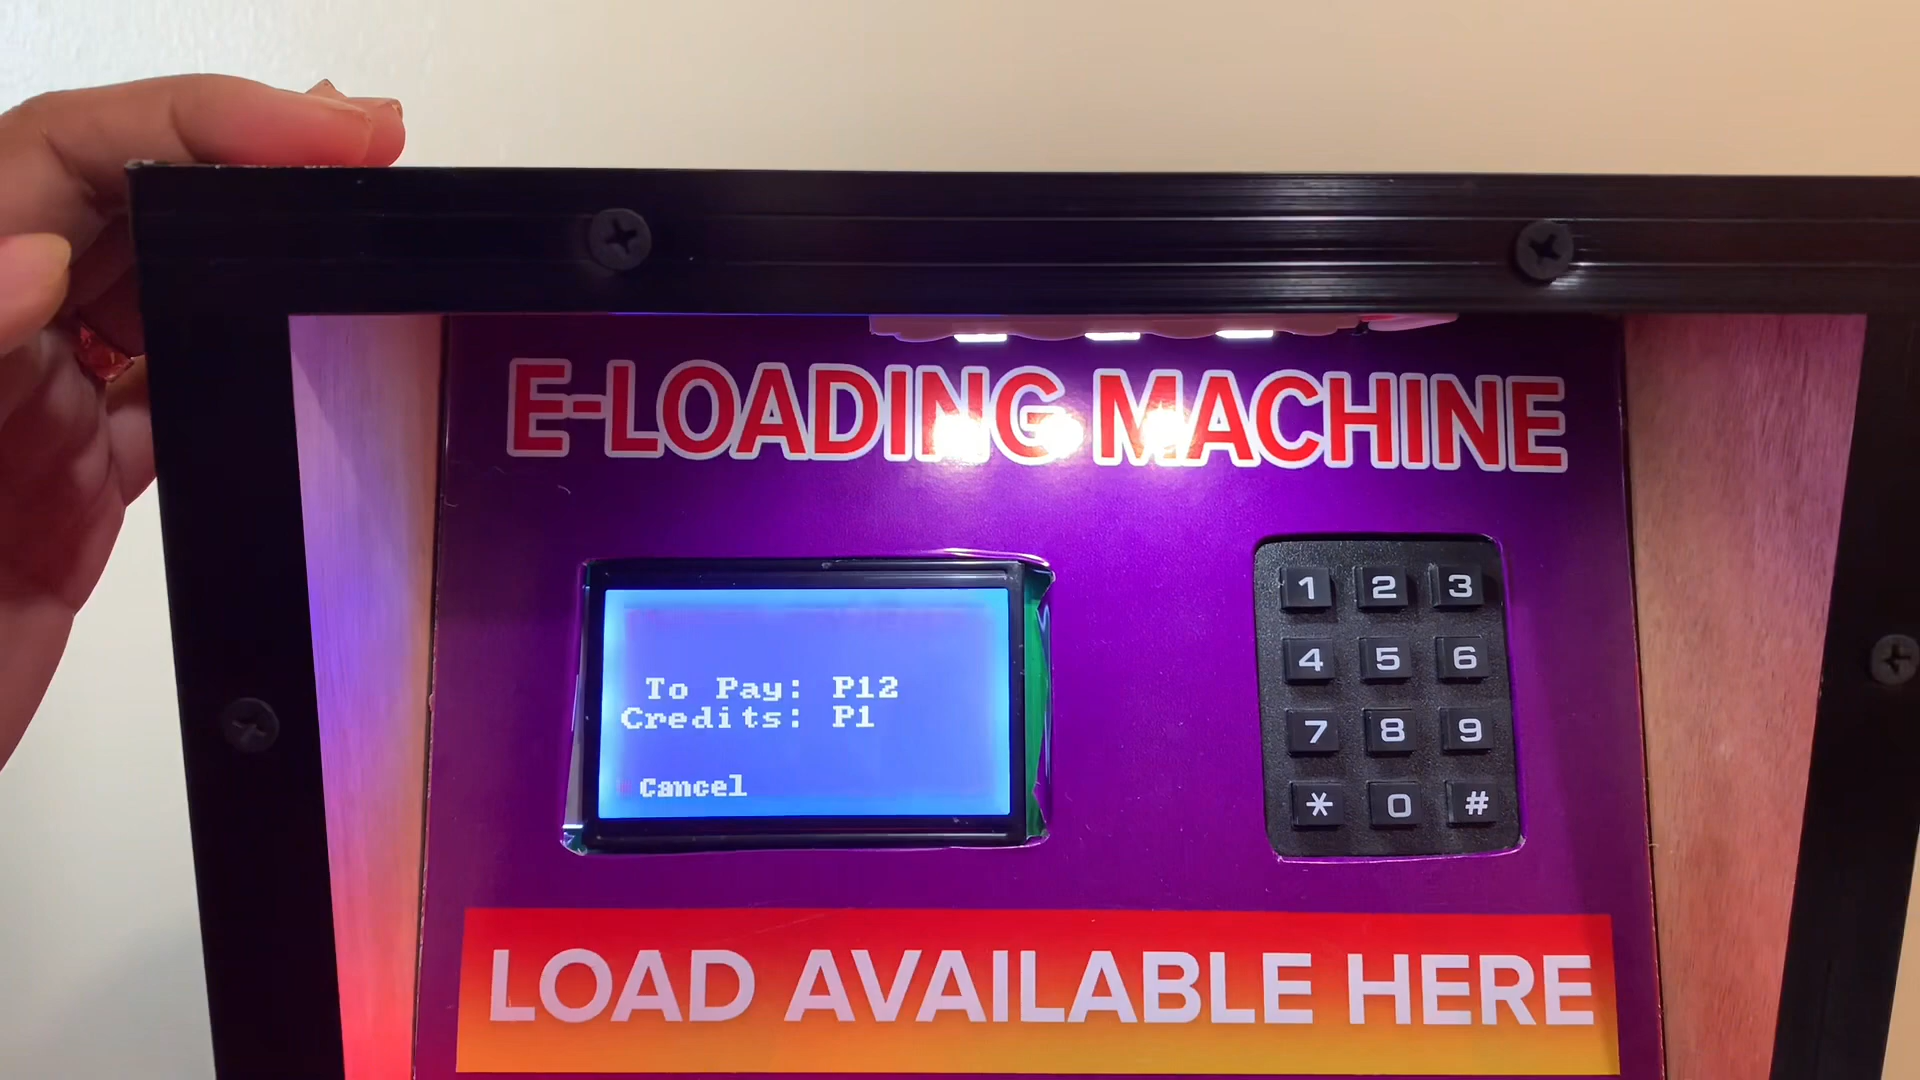 E-LOADING MACHINE
To Pay: P12
Credits: P1
Cancel
1 2 3
4 5 6
7 8 9
* 0 #
LOAD AVAILABLE HERE